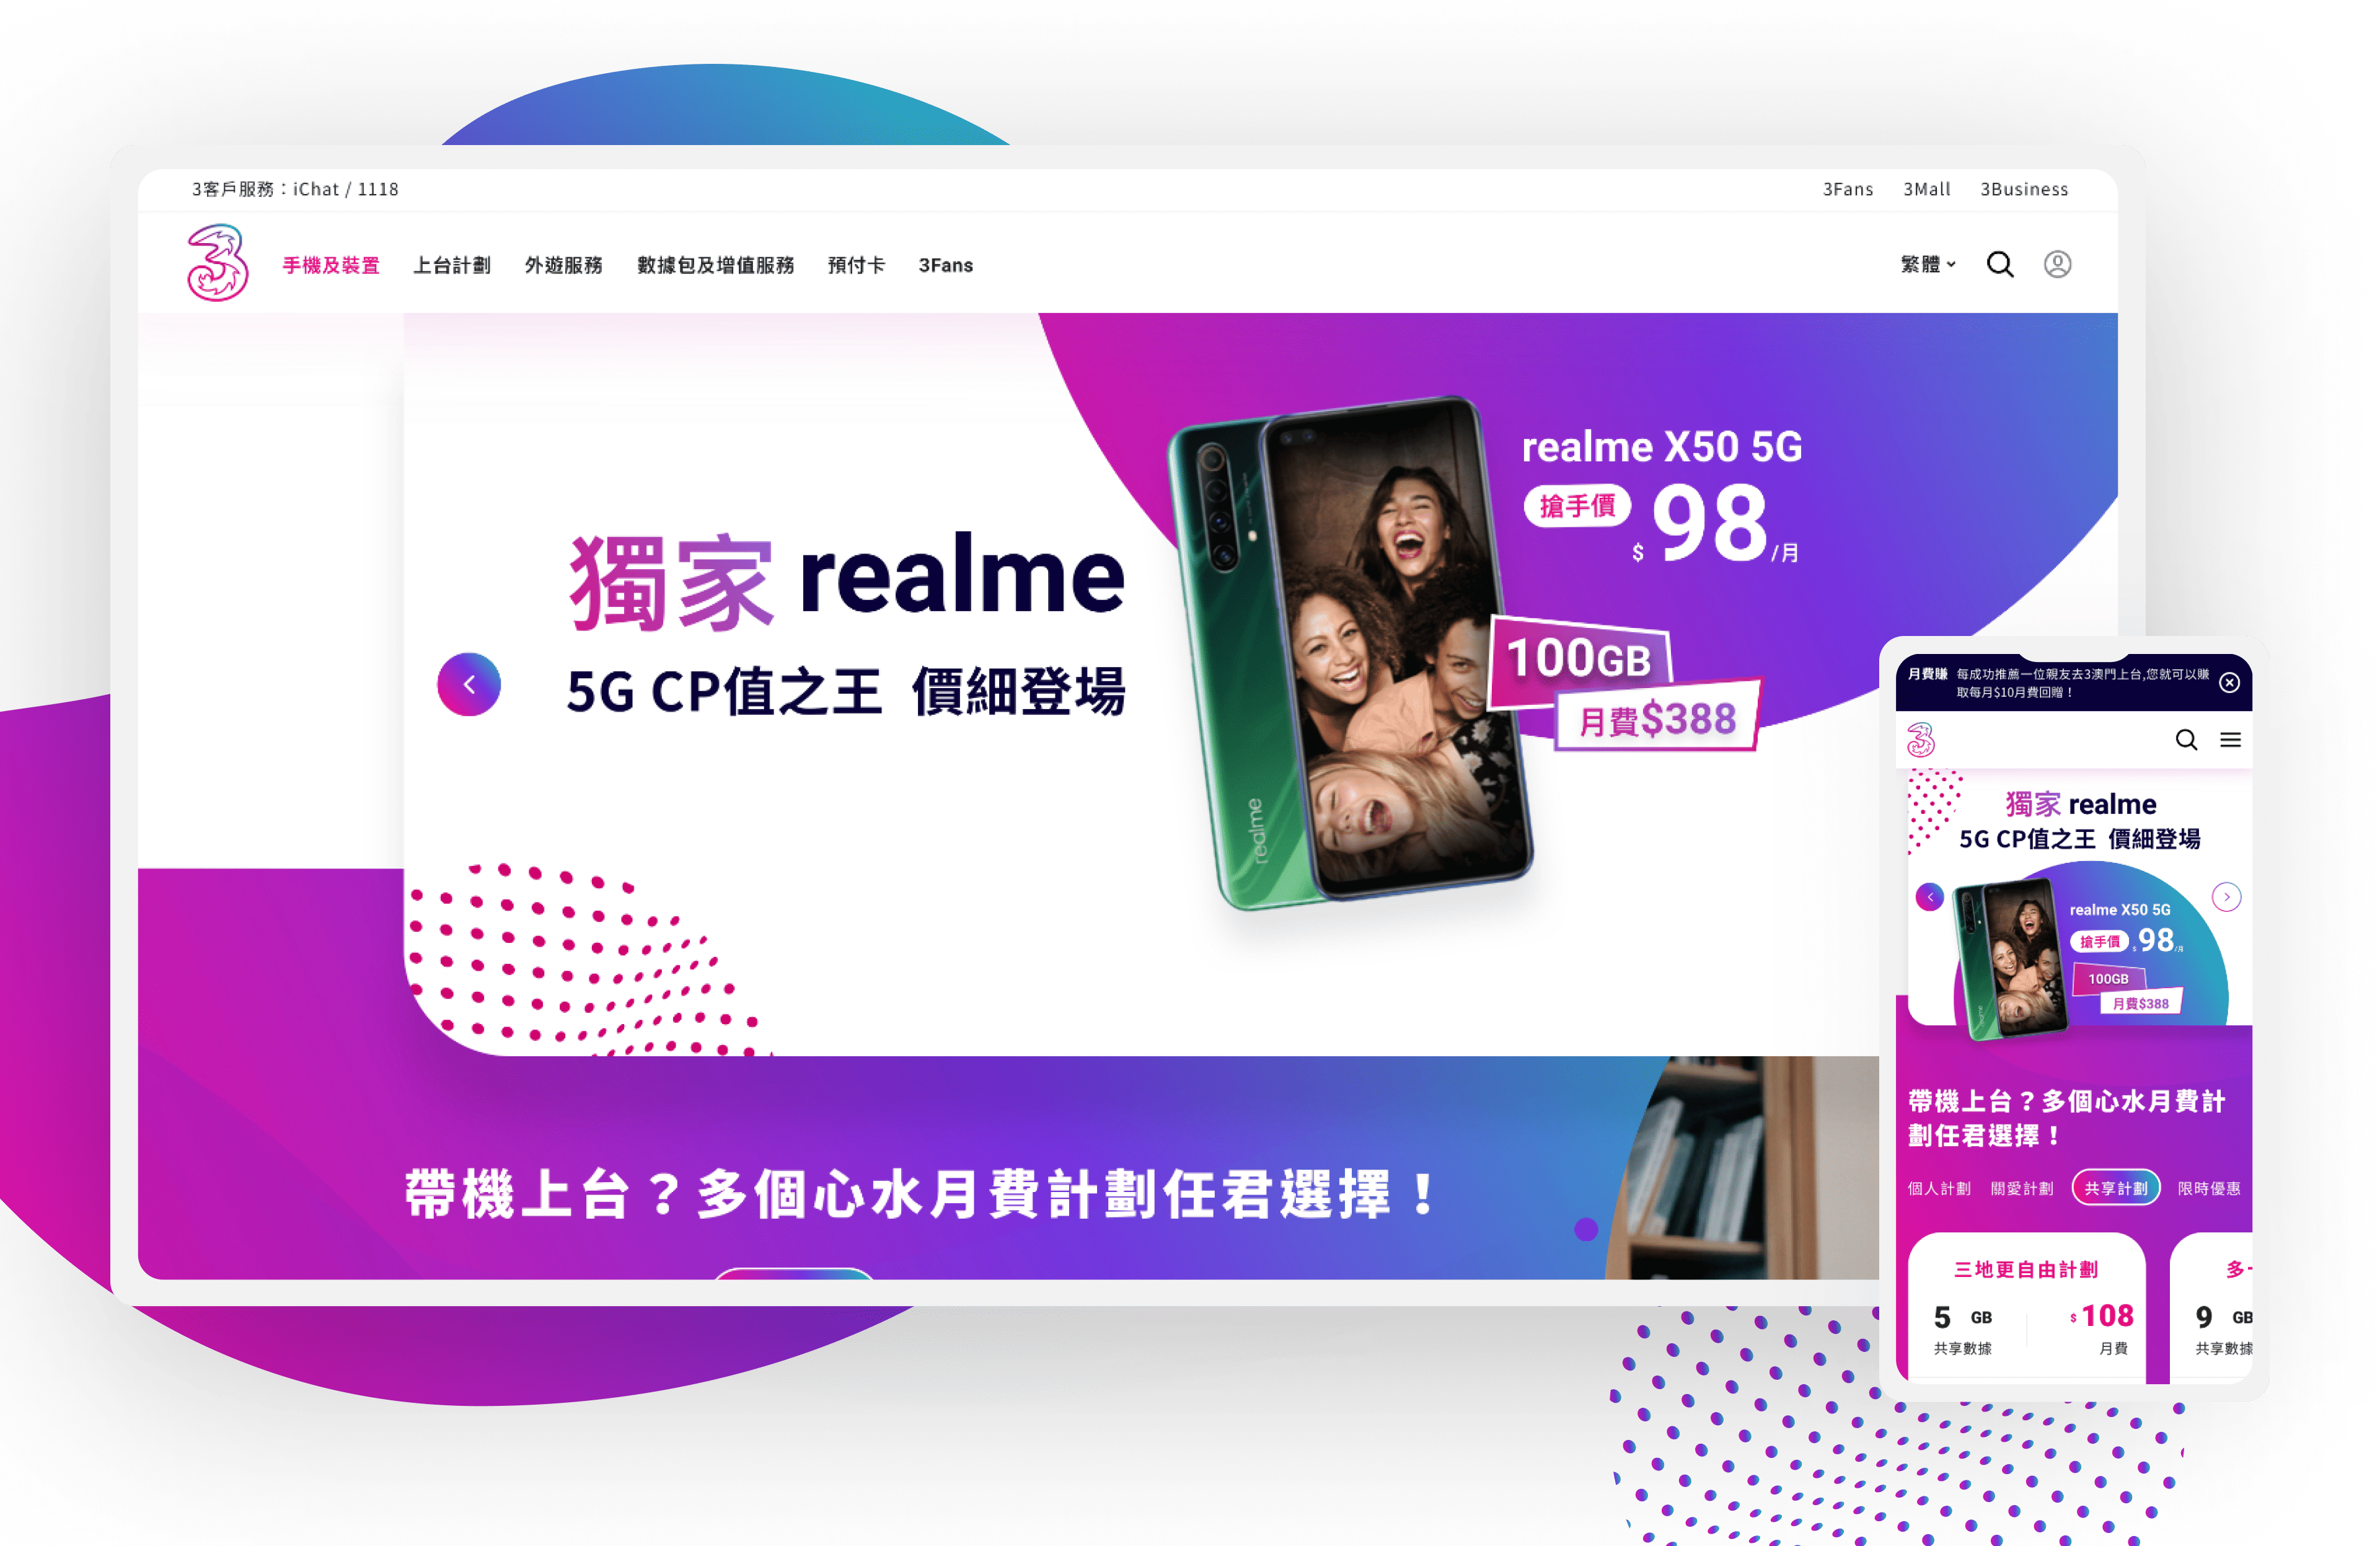 3客戶服務：iChat / 1118
3Fans 3Mall 3Business
手機及裝置 上台計劃 外遊服務 數據包及增值服務 預付卡 3Fans
繁體
獨家 realme
5G CP值之王 價細登場
realme X50 5G
搶手價 $98/月
100GB
月費$388
realme
帶機上台？多個心水月費計劃任君選擇！
月費賺 每成功推薦一位親友去3澳門上台,您就可以賺
取每月$10月費回贈！
獨家 realme
5G CP值之王 價細登場
realme X50 5G
搶手價 $98/月
100GB
月費$388
帶機上台？多個心水月費計
劃任君選擇！
個人計劃 關愛計劃 共享計劃 限時優惠
三地更自由計劃
5 GB $108
共享數據 月費
多
9 GB
共享數據